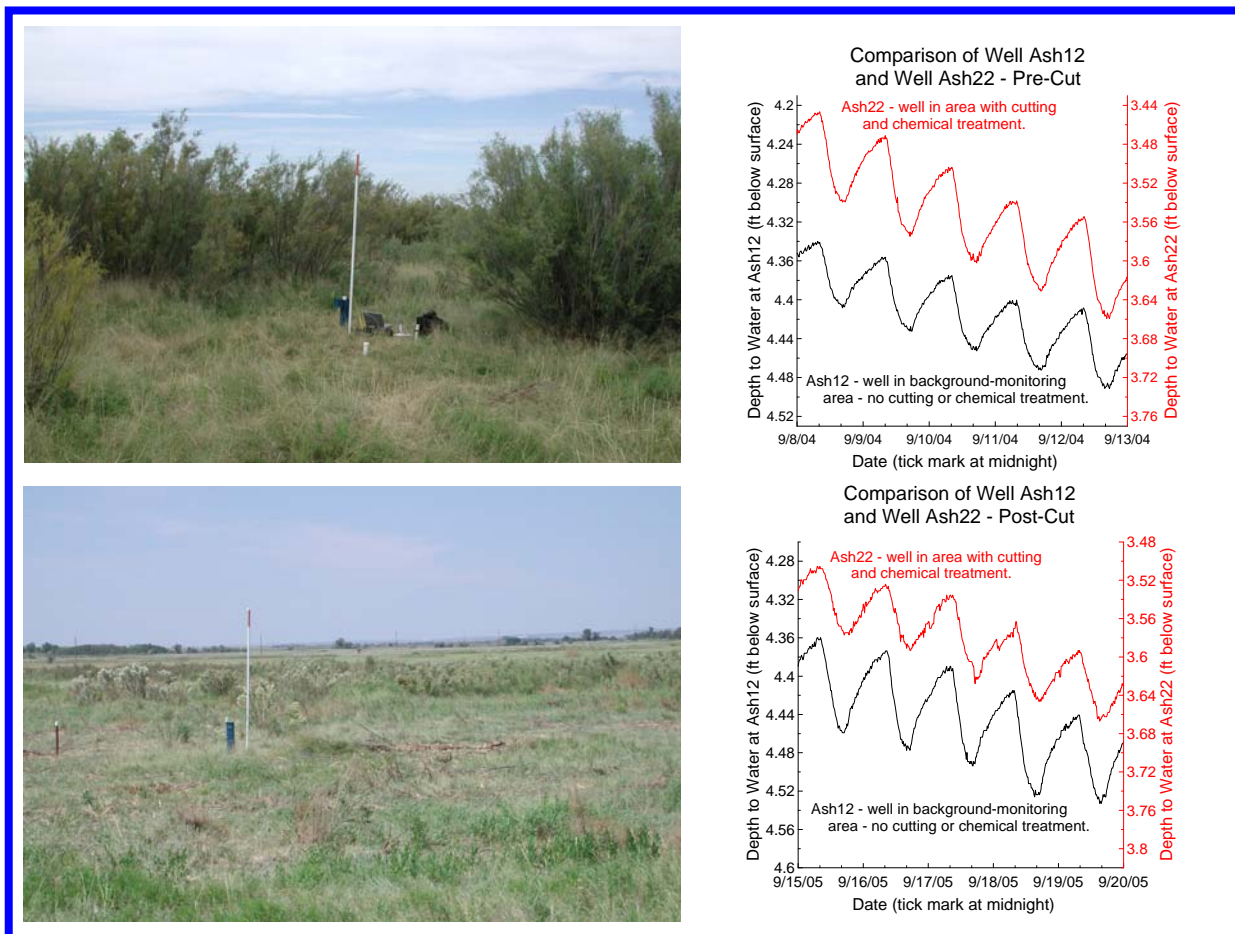 Comparison of Well Ash12
and Well Ash22 - Pre-Cut
Ash22 - well in area with cutting
and chemical treatment.
Depth to Water at Ash12 (ft below surface)
4.2
4.24
4.28
4.32
4.36
4.4
4.44
4.48
4.52
3.44
3.48
3.52
3.56
3.6
3.64
3.68
3.72
3.76
Depth to Water at Ash22 (ft below surface)
Ash12 - well in background-monitoring
area - no cutting or chemical treatment.
9/8/04 9/9/04 9/10/04 9/11/04 9/12/04 9/13/04
Date (tick mark at midnight)
Comparison of Well Ash12
and Well Ash22 - Post-Cut
Ash22 - well in area with cutting
and chemical treatment.
Depth to Water at Ash12 (ft below surface)
4.28
4.32
4.36
4.4
4.44
4.48
4.52
4.56
4.6
3.48
3.52
3.56
3.6
3.64
3.68
3.72
3.76
3.8
Depth to Water at Ash22 (ft below surface)
Ash12 - well in background-monitoring
area - no cutting or chemical treatment.
9/15/05 9/16/05 9/17/05 9/18/05 9/19/05 9/20/05
Date (tick mark at midnight)